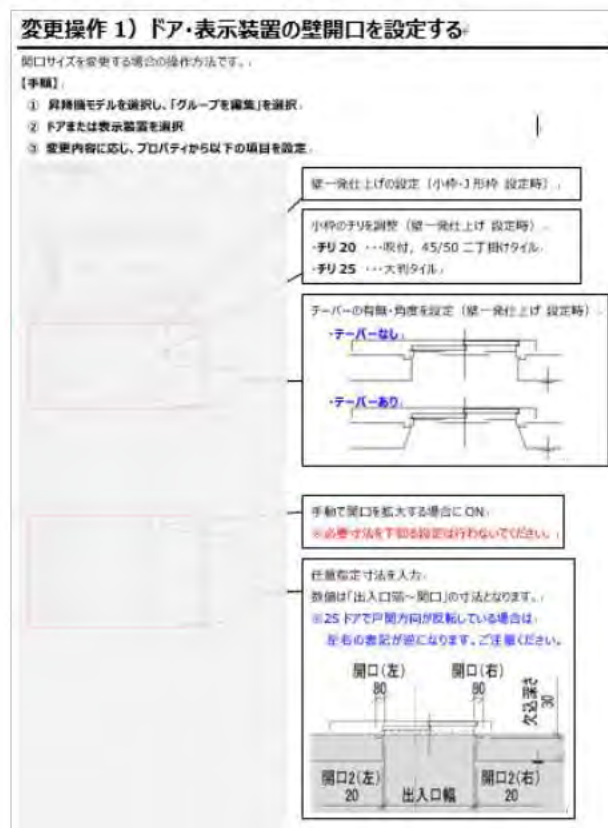 変更操作 1）ドア・表示装置の壁開口を設定する
開口サイズを変更する場合の操作方法です。
【手順】
① 昇降機モデルを選択し、「グループを編集」を選択
② ドアまたは表示装置を選択
③ 変更内容に応じ、プロパティから以下の項目を設定
壁一発仕上げの設定（小枠・J形枠 設定時）
小枠のチリを調整（壁一発仕上げ 設定時）
・チリ 20 ・・・吹付, 45/50 二丁掛けタイル
・チリ 25 ・・・大判タイル
テーパーの有無・角度を設定（壁一発仕上げ 設定時）
・テーパーなし
・テーパーあり
手動で開口を拡大する場合に ON
※必要寸法を下回る設定は行わないでください。
任意指定寸法を入力
数値は「出入口端～開口」の寸法となります。
※2S ドアで戸開方向が反転している場合は
左右の表記が逆になります。ご注意ください。
開口(左) 開口(右)
80 80
欠込深さ
30
開口2(左) 開口2(右)
20 出入口幅 20